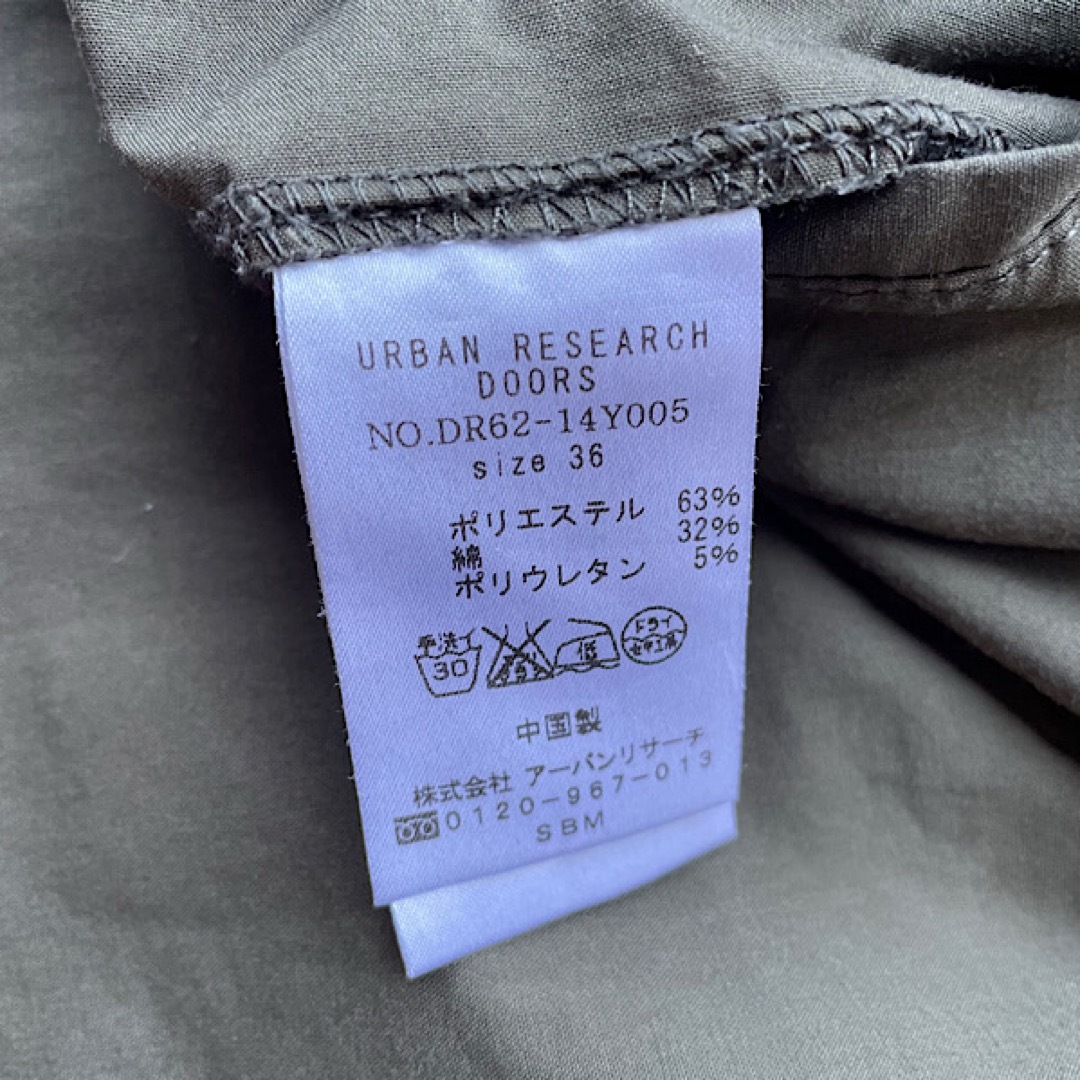 URBAN RESEARCH
DOORS
NO.DR62-14Y005
size 36
ポリエステル 63%
綿 32%
ポリウレタン 5%
手洗イ
30
低
ドライ
中国製
株式会社 アーバンリサーチ
0120-967-013
SBM